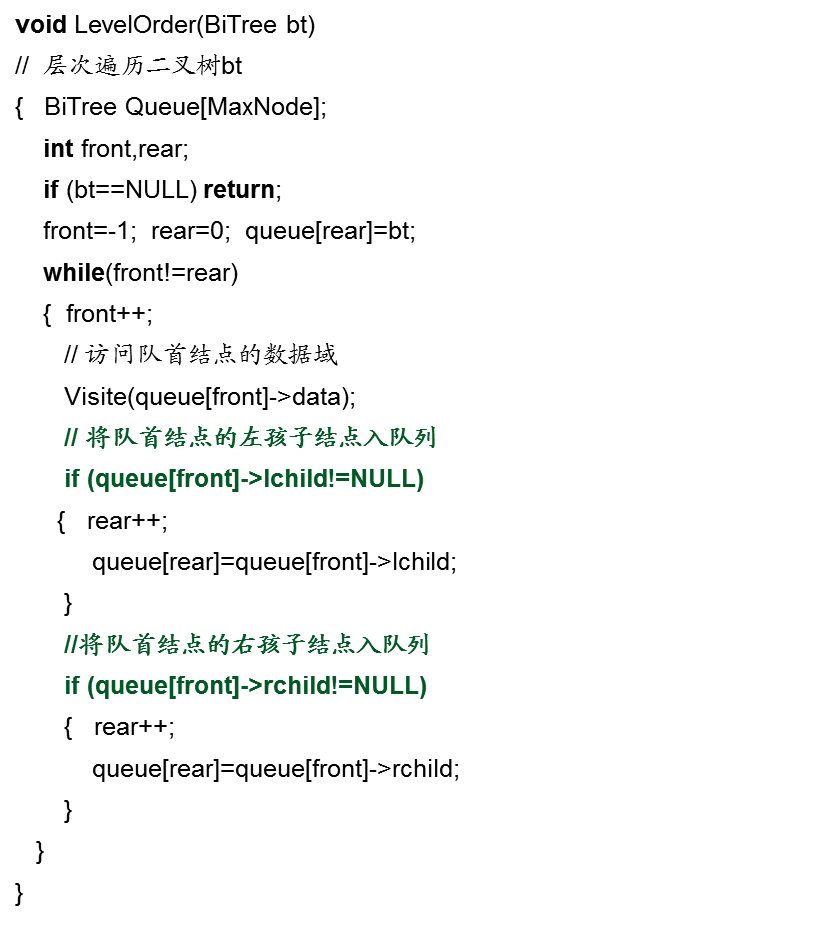 void LevelOrder(BiTree bt)
// 层次遍历二叉树bt
{ BiTree Queue[MaxNode];
int front,rear;
if (bt==NULL) return;
front=-1; rear=0; queue[rear]=bt;
while(front!=rear)
{ front++;
// 访问队首结点的数据域
Visite(queue[front]->data);
// 将队首结点的左孩子结点入队列
if (queue[front]->lchild!=NULL)
{ rear++;
queue[rear]=queue[front]->lchild;
}
//将队首结点的右孩子结点入队列
if (queue[front]->rchild!=NULL)
{ rear++;
queue[rear]=queue[front]->rchild;
}
}
}